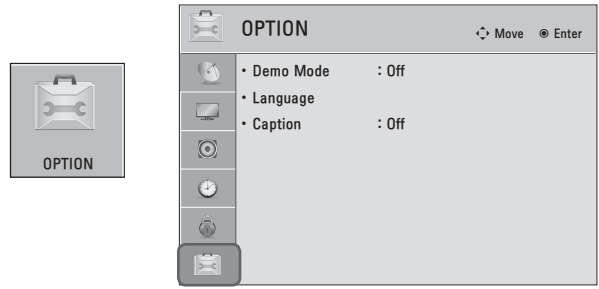 OPTION
OPTION
Move Enter
• Demo Mode : Off
• Language
• Caption : Off